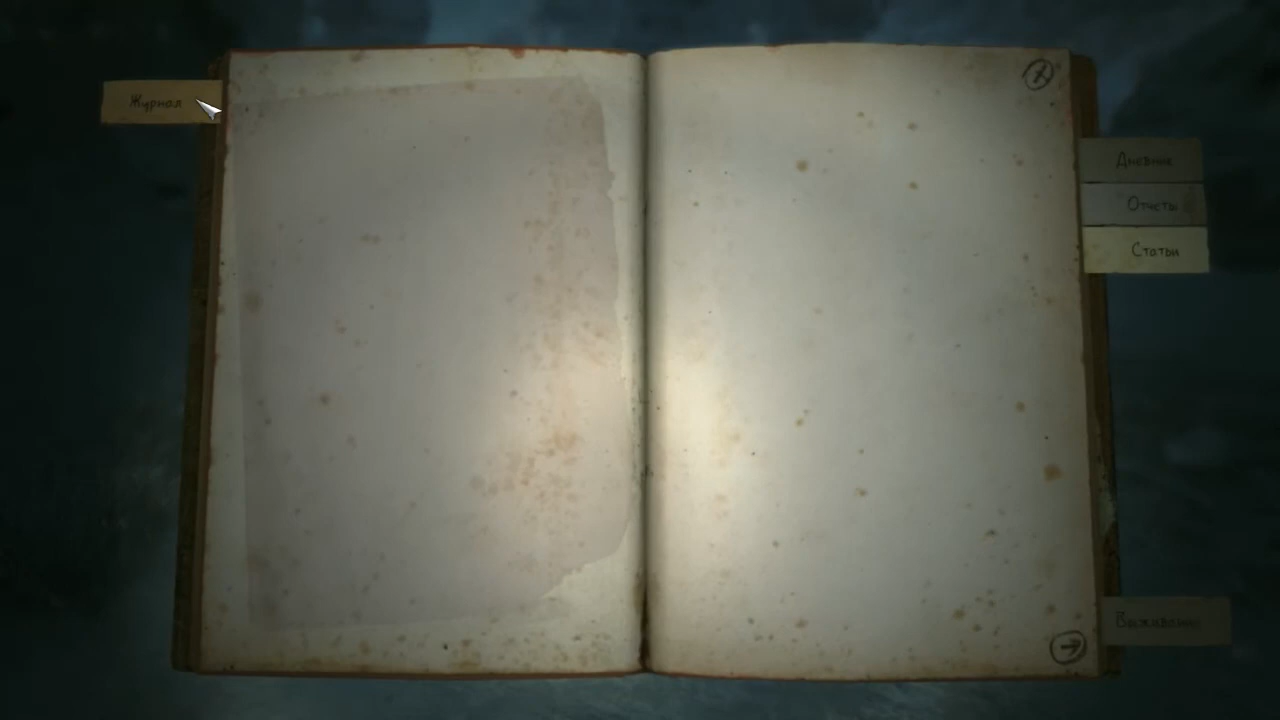 Журнал
Дневник
Отчеты
Статьи
Выживание